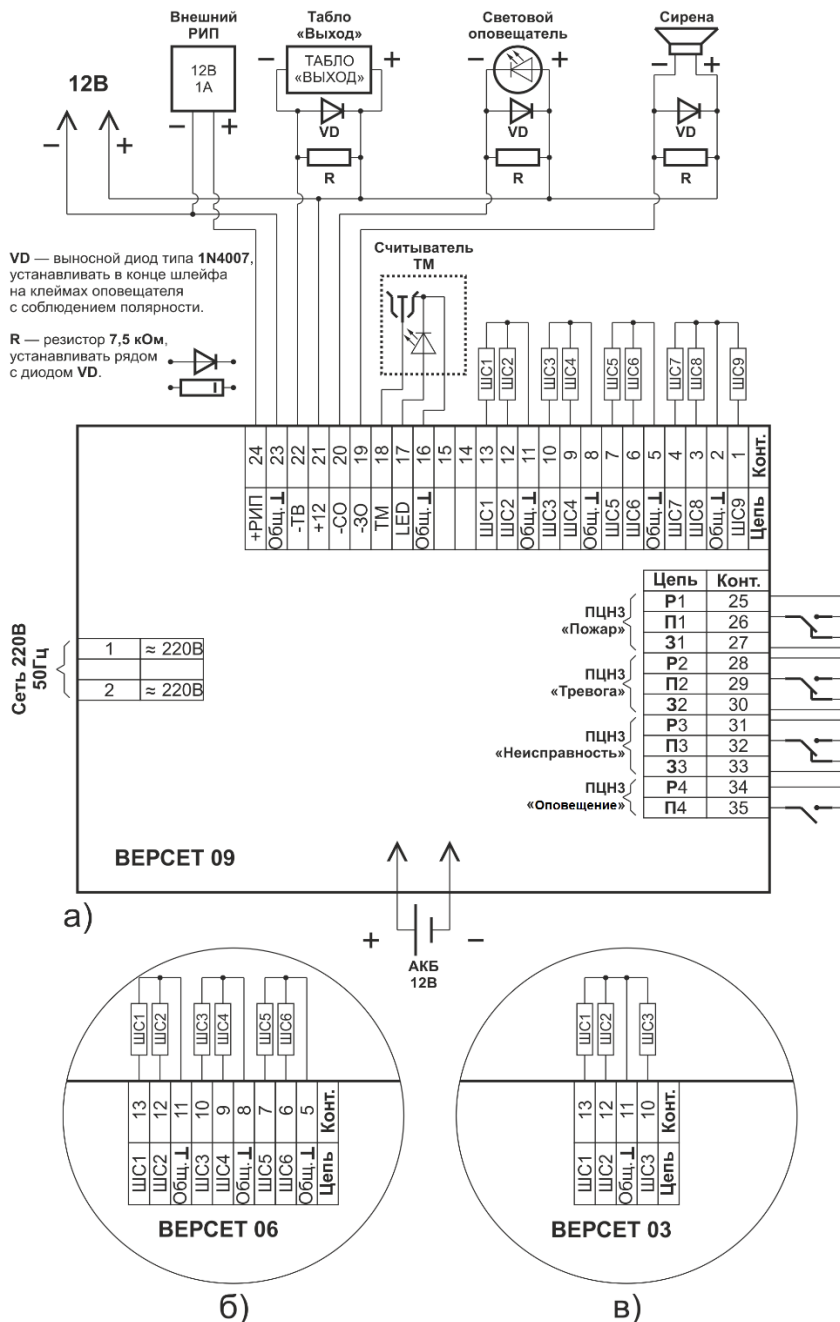 Внешний
РИП
Табло
«Выход»
Световой
оповещатель
Сирена
12В
12В
1А
ТАБЛО
«ВЫХОД»
− + − + − + − +
− +
VD
VD
VD
R
R
R
VD — выносной диод типа 1N4007,
устанавливать в конце шлейфа
на клеймах оповещателя
с соблюдением полярности.
R — резистор 7,5 кОм,
устанавливать рядом
с диодом VD.
Считыватель
ТМ
ШС1 ШС2 ШС3 ШС4 ШС5 ШС6 ШС7 ШС8 ШС9
24 23 22 21 20 19 18 17 16 15 14 13 12 11 10 9 8 7 6 5 4 3 2 1 Конт.
+РИП Общ. -ТВ +12 -СО -ЗО ТМ LED Общ. ШС1 ШС2 Общ. ШС3 ШС4 Общ. ШС5 ШС6 Общ. ШС7 ШС8 Общ. ШС9 Цепь
Цепь Конт.
Р1 25
П1 26
З1 27
Р2 28
П2 29
З2 30
Р3 31
П3 32
З3 33
Р4 34
П4 35
ПЦН3
«Пожар»
ПЦН3
«Тревога»
ПЦН3
«Неисправность»
ПЦН3
«Оповещение»
Сеть 220В
50Гц
1 ≈ 220В
2 ≈ 220В
ВЕРСЕТ 09
а)
+ −
АКБ
12В
ШС1 ШС2 ШС3 ШС4 ШС5 ШС6
13 12 11 10 9 8 7 6 5 Конт.
ШС1 ШС2 Общ. ШС3 ШС4 Общ. ШС5 ШС6 Общ. Цепь
ВЕРСЕТ 06
б)
ШС1 ШС2 ШС3
13 12 11 10 Конт.
ШС1 ШС2 Общ. ШС3 Цепь
ВЕРСЕТ 03
в)